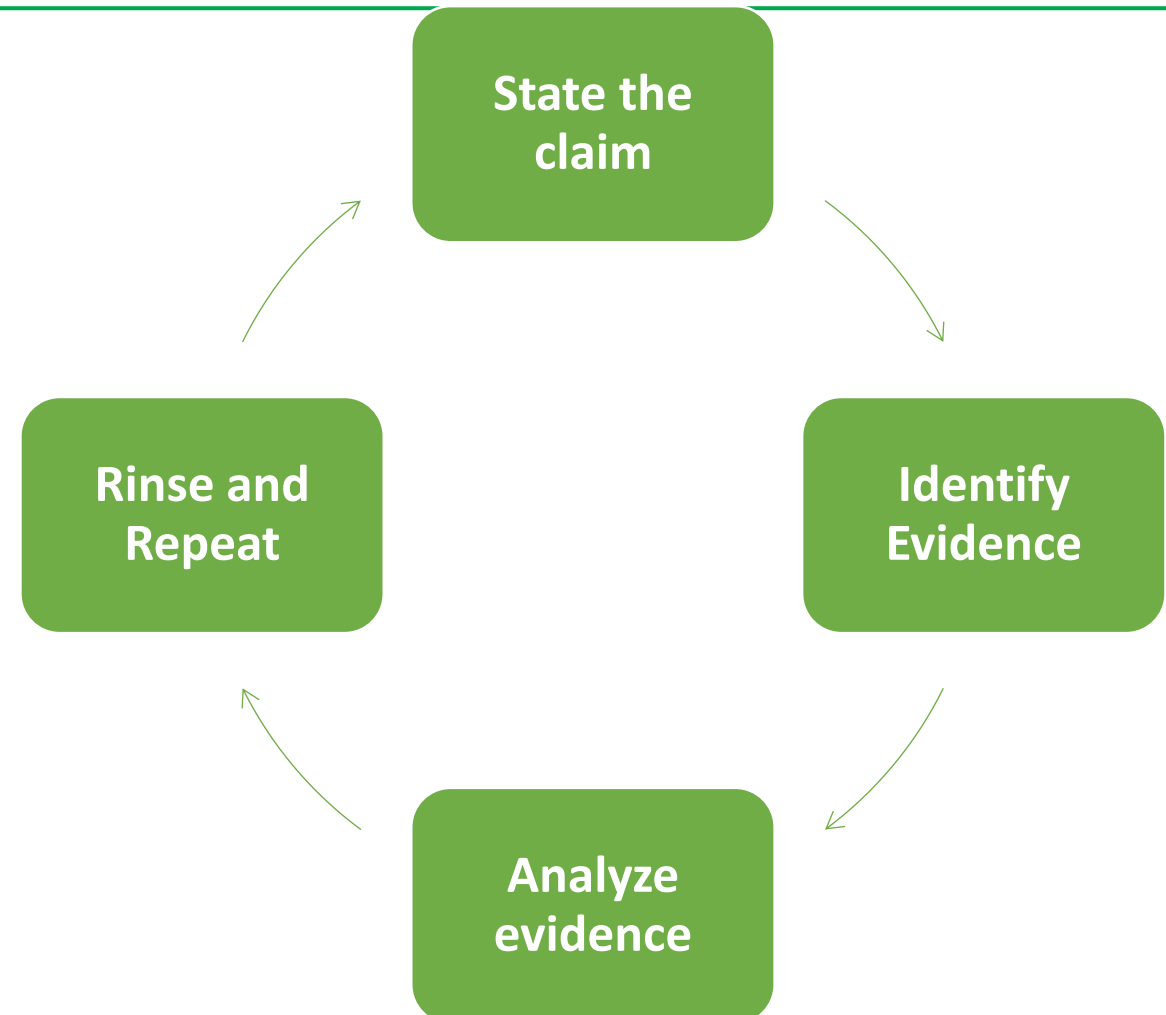 State the
claim
Identify
Evidence
Analyze
evidence
Rinse and
Repeat